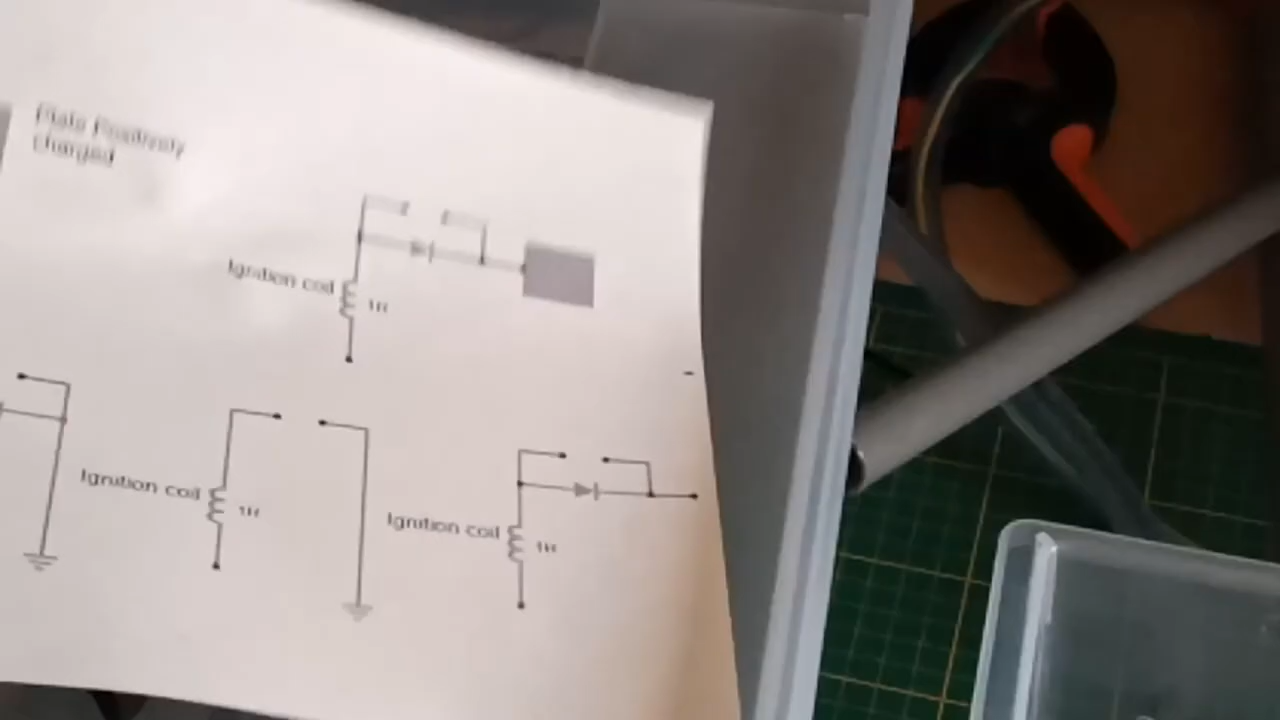 Plate Positively
charged
Ignition coil
1H
Ignition coil
1H
Ignition coil
1H